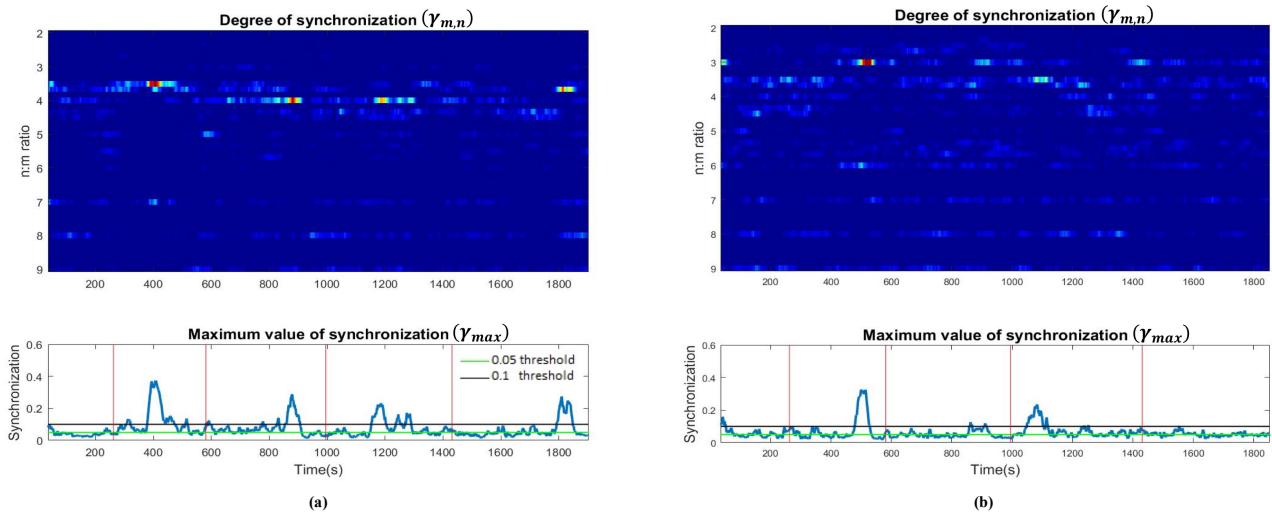 Degree of synchronization (γm,n)
2
3
4
5
6
7
8
9
n:m ratio
200 400 600 800 1000 1200 1400 1600 1800
Maximum value of synchronization (γmax)
0.6
0.4
0.2
0
Synchronization
0.05 threshold
0.1 threshold
200 400 600 800 1000 1200 1400 1600 1800
Time(s)
(a)
Degree of synchronization (γm,n)
2
3
4
5
6
7
8
9
n:m ratio
200 400 600 800 1000 1200 1400 1600 1800
Maximum value of synchronization (γmax)
0.6
0.4
0.2
0
Synchronization
200 400 600 800 1000 1200 1400 1600 1800
Time(s)
(b)